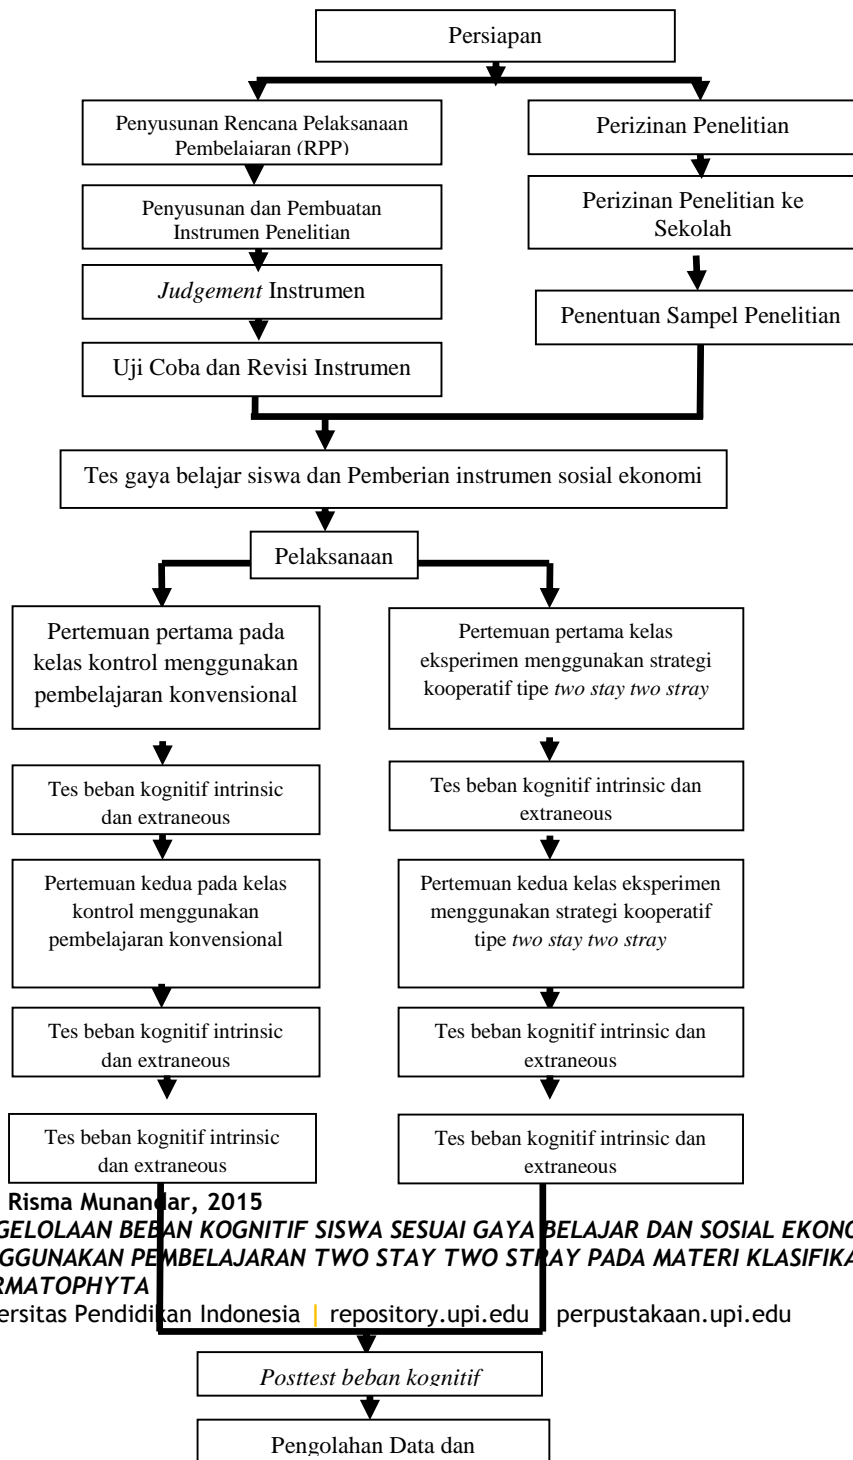 Persiapan
Penyusunan Rencana Pelaksanaan
Pembelajaran (RPP)
Perizinan Penelitian
Penyusunan dan Pembuatan
Instrumen Penelitian
Perizinan Penelitian ke
Sekolah
Judgement Instrumen
Penentuan Sampel Penelitian
Uji Coba dan Revisi Instrumen
Tes gaya belajar siswa dan Pemberian instrumen sosial ekonomi
Pelaksanaan
Pertemuan pertama pada
kelas kontrol menggunakan
pembelajaran konvensional
Pertemuan pertama kelas
eksperimen menggunakan strategi
kooperatif tipe two stay two stray
Tes beban kognitif intrinsic
dan extraneous
Tes beban kognitif intrinsic dan
extraneous
Pertemuan kedua pada kelas
kontrol menggunakan
pembelajaran konvensional
Pertemuan kedua kelas eksperimen
menggunakan strategi kooperatif
tipe two stay two stray
Tes beban kognitif intrinsic
dan extraneous
Tes beban kognitif intrinsic dan
extraneous
Tes beban kognitif intrinsic
dan extraneous
Tes beban kognitif intrinsic dan
extraneous
Risma Munandar, 2015
GELOLAAN BEBAN KOGNITIF SISWA SESUAI GAYA BELAJAR DAN SOSIAL EKONO
GGUNAKAN PEMBELAJARAN TWO STAY TWO STRAY PADA MATERI KLASIFIKA
RMATOPHYTA
ersitas Pendidikan Indonesia | repository.upi.edu perpustakaan.upi.edu
Posttest beban kognitif
Pengolahan Data dan